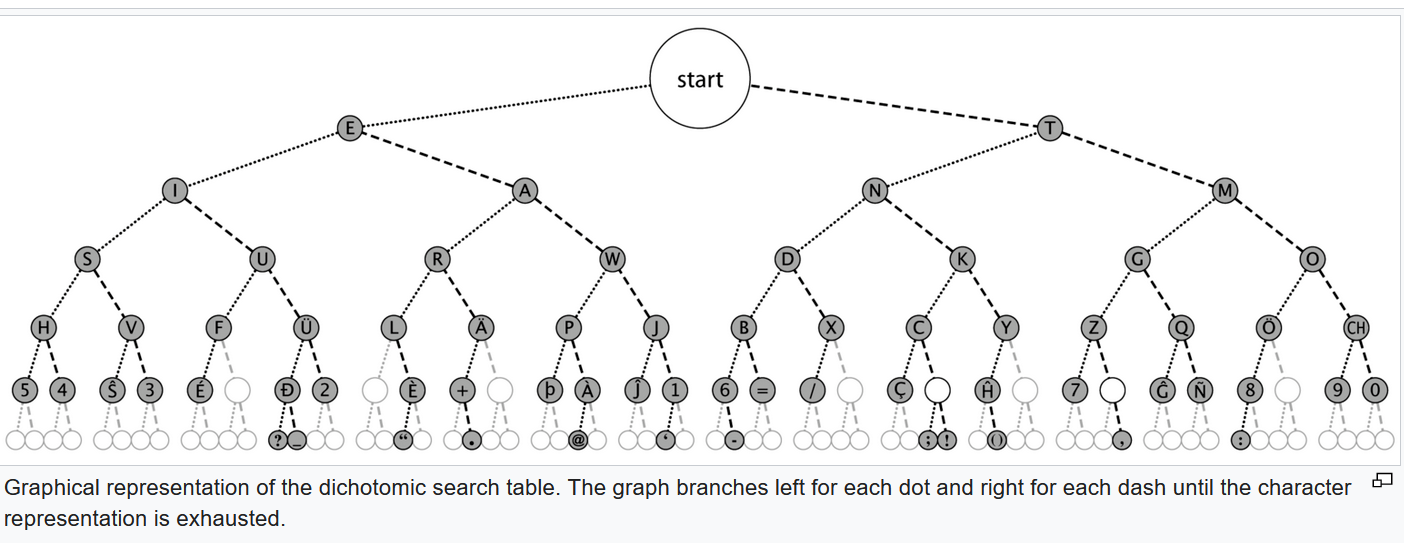 start
E T
I A N M
S U R W D K G O
H V F Ü L Ä P J B X C Y Z Q Ö CH
5 4 Ŝ 3 É Đ 2 È + þ À Ĵ 1 6 = / Ç Ĥ 7 Ĝ Ñ 8 9 0
? _ “ . @ ‘ - ; ! () , :
Graphical representation of the dichotomic search table. The graph branches left for each dot and right for each dash until the character
representation is exhausted.